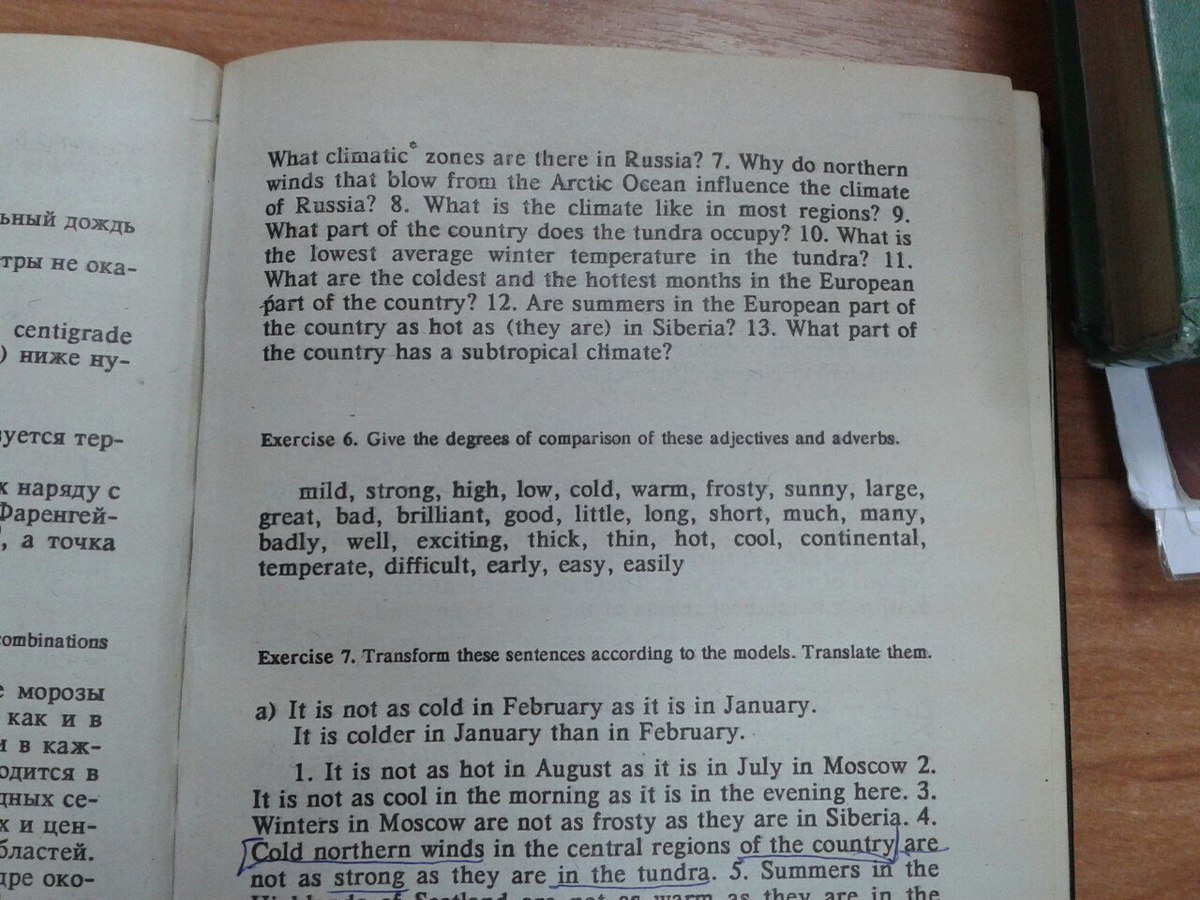 ьный дождь
тры не ока-
centigrade
) ниже ну-
уется тер-
к наряду с
Фаренгей-
, а точка
ombinations
е морозы
как и в
и в каж-
одится в
дных се-
х и цен-
бластей.
дре око-
What climatic* zones are there in Russia? 7. Why do northern
winds that blow from the Arctic Ocean influence the climate
of Russia? 8. What is the climate like in most regions? 9.
What part of the country does the tundra occupy? 10. What is
the lowest average winter temperature in the tundra? 11.
What are the coldest and the hottest months in the European
part of the country? 12. Are summers in the European part of
the country as hot as (they are) in Siberia? 13. What part of
the country has a subtropical climate?
Exercise 6. Give the degrees of comparison of these adjectives and adverbs.
mild, strong, high, low, cold, warm, frosty, sunny, large,
great, bad, brilliant, good, little, long, short, much, many,
badly, well, exciting, thick, thin, hot, cool, continental,
temperate, difficult, early, easy, easily
Exercise 7. Transform these sentences according to the models. Translate them.
a) It is not as cold in February as it is in January.
It is colder in January than in February.
1. It is not as hot in August as it is in July in Moscow 2.
It is not as cool in the morning as it is in the evening here. 3.
Winters in Moscow are not as frosty as they are in Siberia. 4.
Cold northern winds in the central regions of the country are
not as strong as they are in the tundra. 5. Summers in the
Highlands of Scotland are not as warm as they are in the